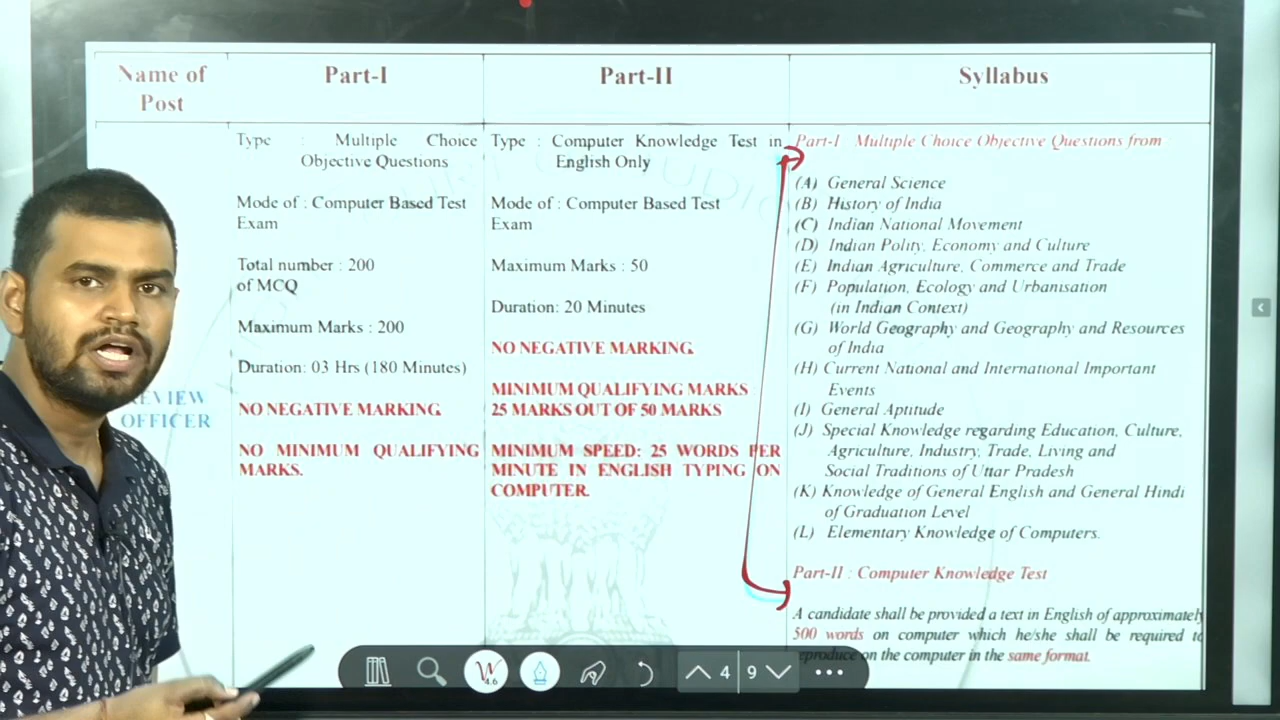 Name of
Post
Part-I
Part-II
Syllabus
REVIEW
OFFICER
Type : Multiple Choice
Objective Questions
Mode of : Computer Based Test
Exam
Total number : 200
of MCQ
Maximum Marks : 200
Duration: 03 Hrs (180 Minutes)
NO NEGATIVE MARKING.
NO MINIMUM QUALIFYING
MARKS.
Type : Computer Knowledge Test in
English Only
Mode of : Computer Based Test
Exam
Maximum Marks : 50
Duration: 20 Minutes
NO NEGATIVE MARKING.
MINIMUM QUALIFYING MARKS
25 MARKS OUT OF 50 MARKS
MINIMUM SPEED: 25 WORDS PER
MINUTE IN ENGLISH TYPING ON
COMPUTER.
Part-I Multiple Choice Objective Questions from
(A) General Science
(B) History of India
(C) Indian National Movement
(D) Indian Polity, Economy and Culture
(E) Indian Agriculture, Commerce and Trade
(F) Population, Ecology and Urbanisation
(in Indian Context)
(G) World Geography and Geography and Resources
of India
(H) Current National and International Important
Events
(I) General Aptitude
(J) Special Knowledge regarding Education, Culture,
Agriculture, Industry, Trade, Living and
Social Traditions of Uttar Pradesh
(K) Knowledge of General English and General Hindi
of Graduation Level
(L) Elementary Knowledge of Computers.
Part-II : Computer Knowledge Test
A candidate shall be provided a text in English of approximately
500 words on computer which he/she shall be required to
reproduce on the computer in the same format.
4.6
4 9